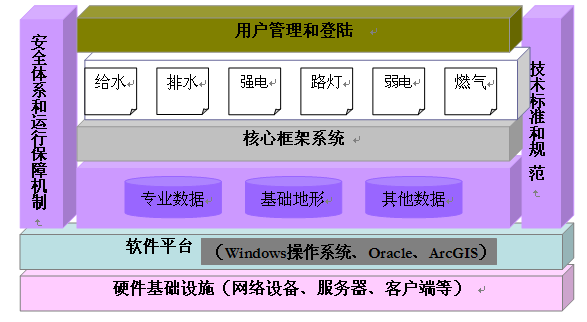 用户管理和登陆
安全体系和运行保障机制
技术标准和规范
给水
排水
强电
路灯
弱电
燃气
核心框架系统
专业数据
基础地形
其他数据
软件平台
（Windows操作系统、Oracle、ArcGIS）
硬件基础设施（网络设备、服务器、客户端等）